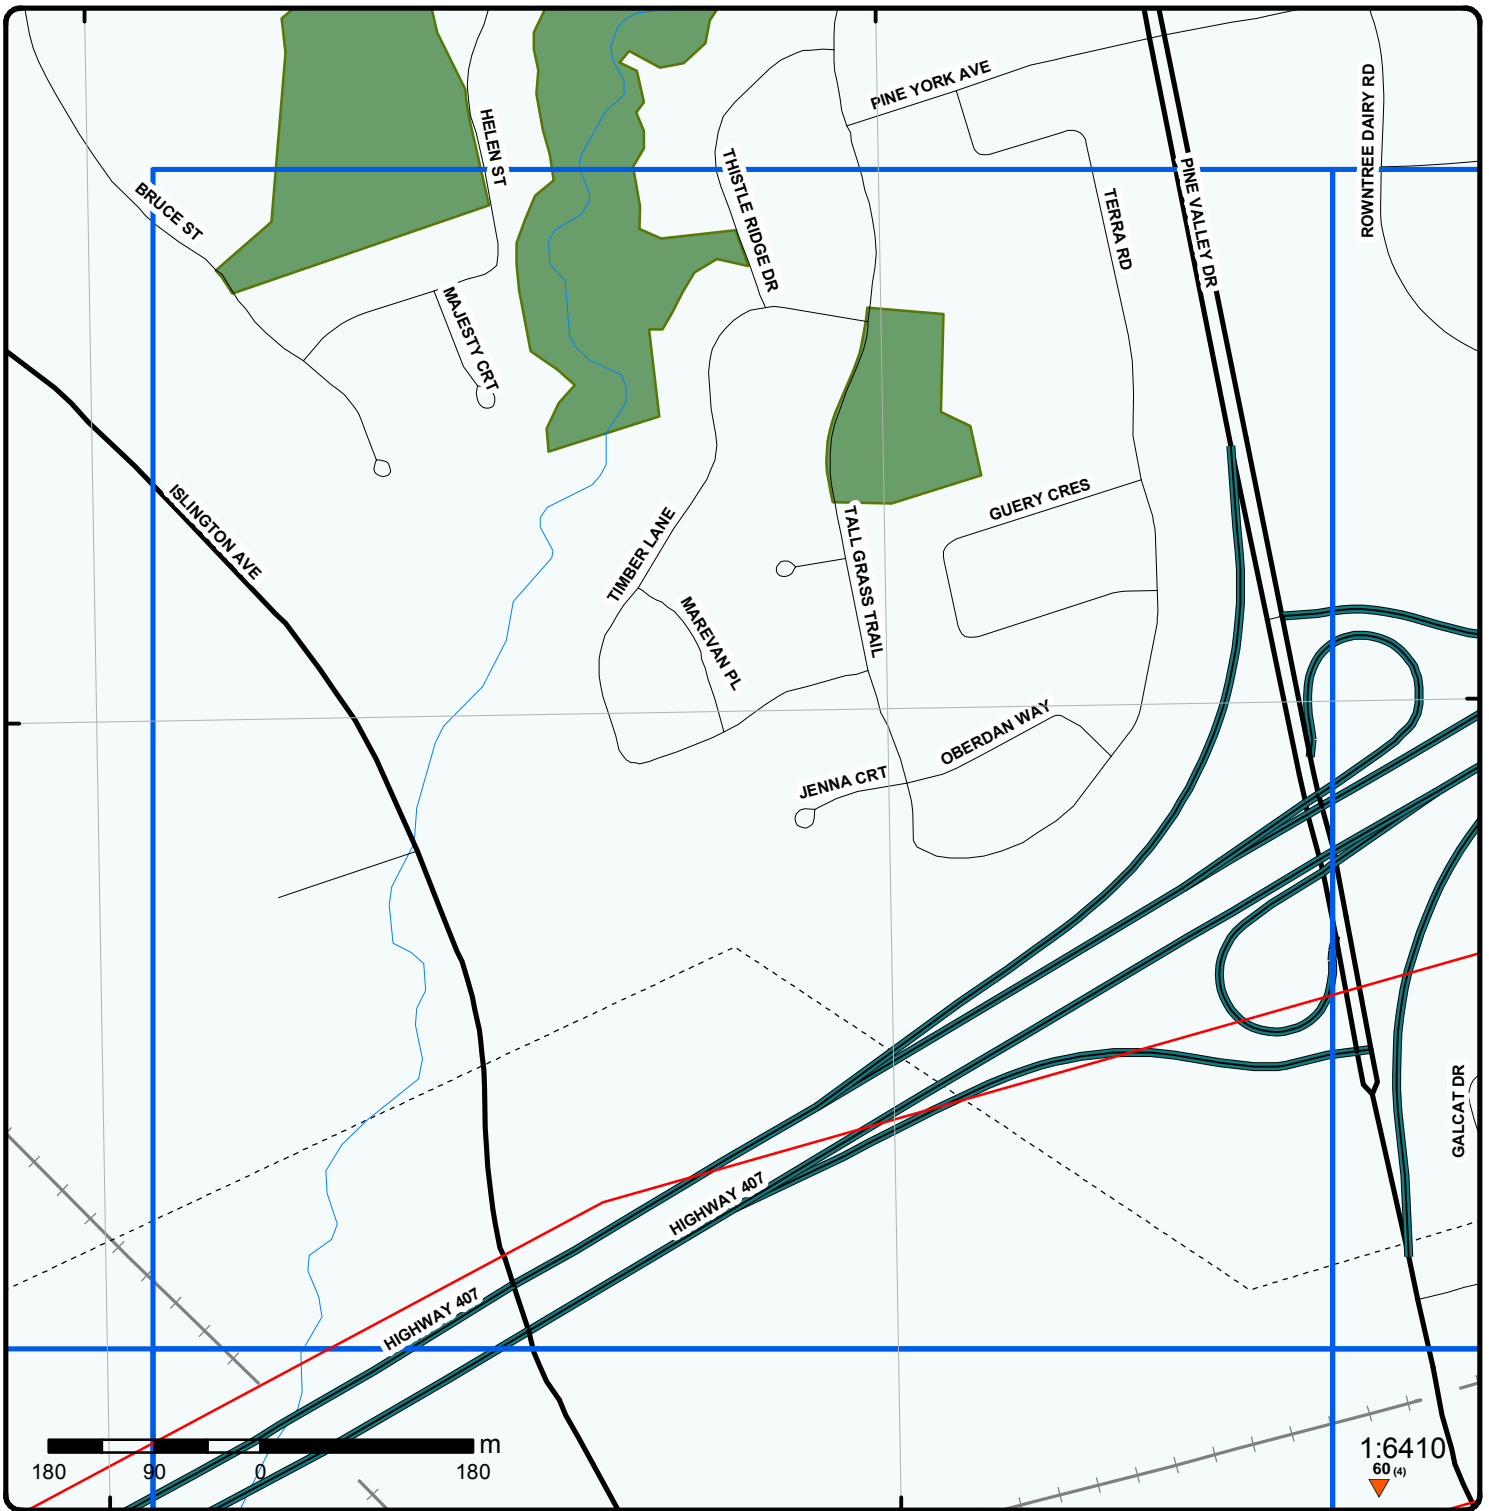 PINE YORK AVE
ROWNTREE DAIRY RD
HELEN ST
THISTLE RIDGE DR
PINE VALLEY DR
BRUCE ST
TERRA RD
MAJESTY CRT
ISLINGTON AVE
GUERY CRES
TIMBER LANE
TALL GRASS TRAIL
MAREVAN PL
OBERDAN WAY
JENNA CRT
GALCAT DR
HIGHWAY 407
HIGHWAY 407
m
180 90 0 180
1:6410
60 (4)